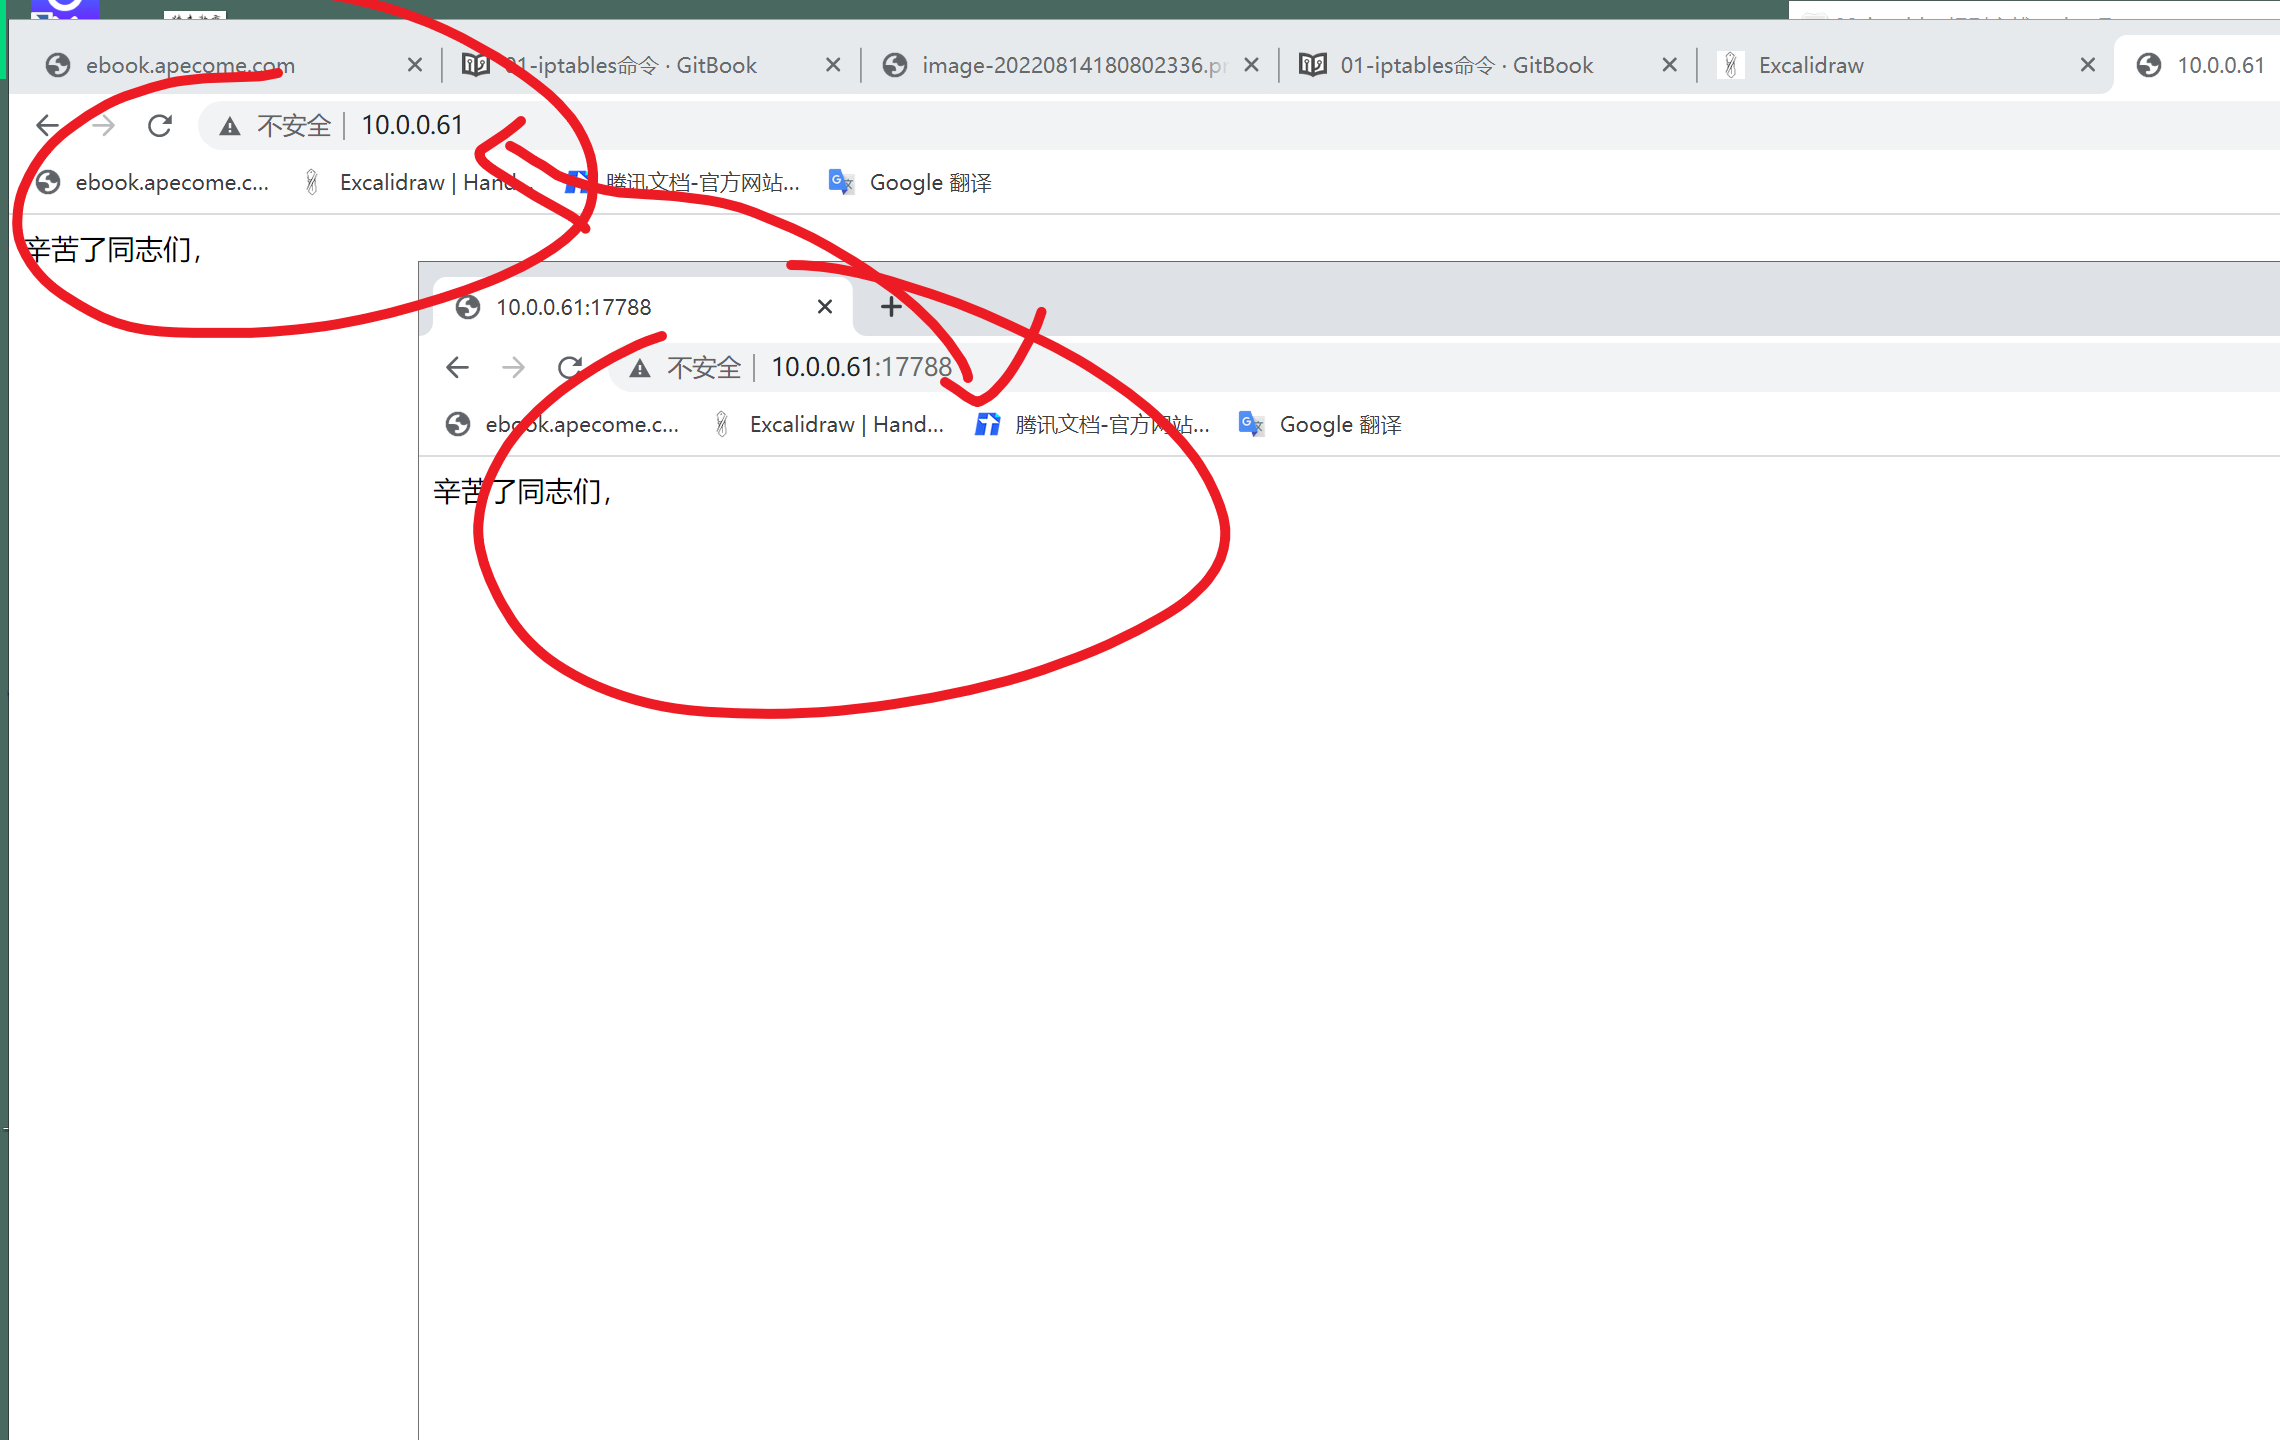 ebook.apecome.com
01-iptables命令 · GitBook
image-20220814180802336.pr
01-iptables命令 · GitBook
Excalidraw
10.0.0.61
不安全 | 10.0.0.61
ebook.apecome.c...
Excalidraw | Hand...
腾讯文档-官方网站...
Google 翻译
辛苦了同志们,
10.0.0.61:17788
不安全 | 10.0.0.61:17788
ebook.apecome.c...
Excalidraw | Hand...
腾讯文档-官方网站...
Google 翻译
辛苦了同志们,